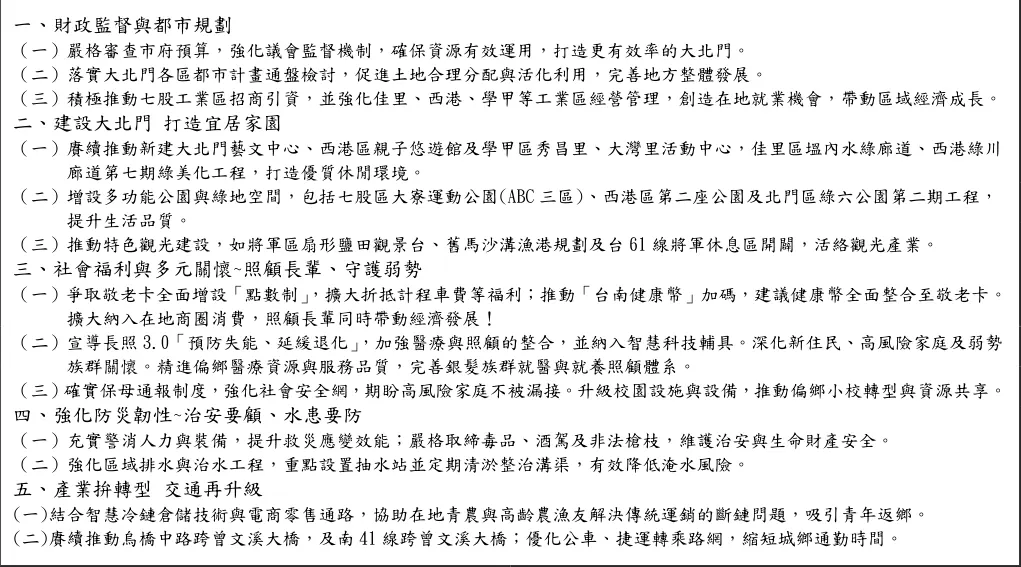 一、財政監督與都市規劃
(一)嚴格審查市府預算，強化議會監督機制，確保資源有效運用，打造更有效率的大北門。
(二)落實大北門各區都市計畫通盤檢討，促進土地合理分配與活化利用，完善地方整體發展。
(三)積極推動七股工業區招商引資，並強化佳里、西港、學甲等工業區經營管理，創造在地就業機會，帶動區域經濟成長。
二、建設大北門 打造宜居家園
(一)賡續推動新建大北門藝文中心、西港區親子悠遊館及學甲區秀昌里、大灣里活動中心，佳里區塭內水綠廊道、西港綠川
廊道第七期綠美化工程，打造優質休閒環境。
(二)增設多功能公園與綠地空間，包括七股區大寮運動公園(ABC三區)、西港區第二座公園及北門區綠六公園第二期工程，
提升生活品質。
(三)推動特色觀光建設，如將軍區扇形鹽田觀景台、舊馬沙溝漁港規劃及台61線將軍休息區開闢，活絡觀光產業。
三、社會福利與多元關懷~照顧長輩、守護弱勢
(一)爭取敬老卡全面增設「點數制」，擴大折抵計程車費等福利；推動「台南健康幣」加碼，建議健康幣全面整合至敬老卡。
擴大納入在地商圈消費，照顧長輩同時帶動經濟發展！
(二)宣導長照3.0「預防失能、延緩退化」，加強醫療與照顧的整合，並納入智慧科技輔具。深化新住民、高風險家庭及弱勢
族群關懷。精進偏鄉醫療資源與服務品質，完善銀髮族群就醫與就養照顧體系。
(三)確實保母通報制度，強化社會安全網，期盼高風險家庭不被漏接。升級校園設施與設備，推動偏鄉小校轉型與資源共享。
四、強化防災韌性~治安要顧、水患要防
(一)充實警消人力與裝備，提升救災應變效能；嚴格取締毒品、酒駕及非法槍枝，維護治安與生命財產安全。
(二)強化區域排水與治水工程，重點設置抽水站並定期清淤整治溝渠，有效降低淹水風險。
五、產業拚轉型 交通再升級
(一)結合智慧冷鏈倉儲技術與電商零售通路，協助在地青農與高齡農漁友解決傳統運銷的斷鏈問題，吸引青年返鄉。
(二)賡續推動烏橋中路跨曾文溪大橋，及南41線跨曾文溪大橋；優化公車、捷運轉乘路網，縮短城鄉通勤時間。